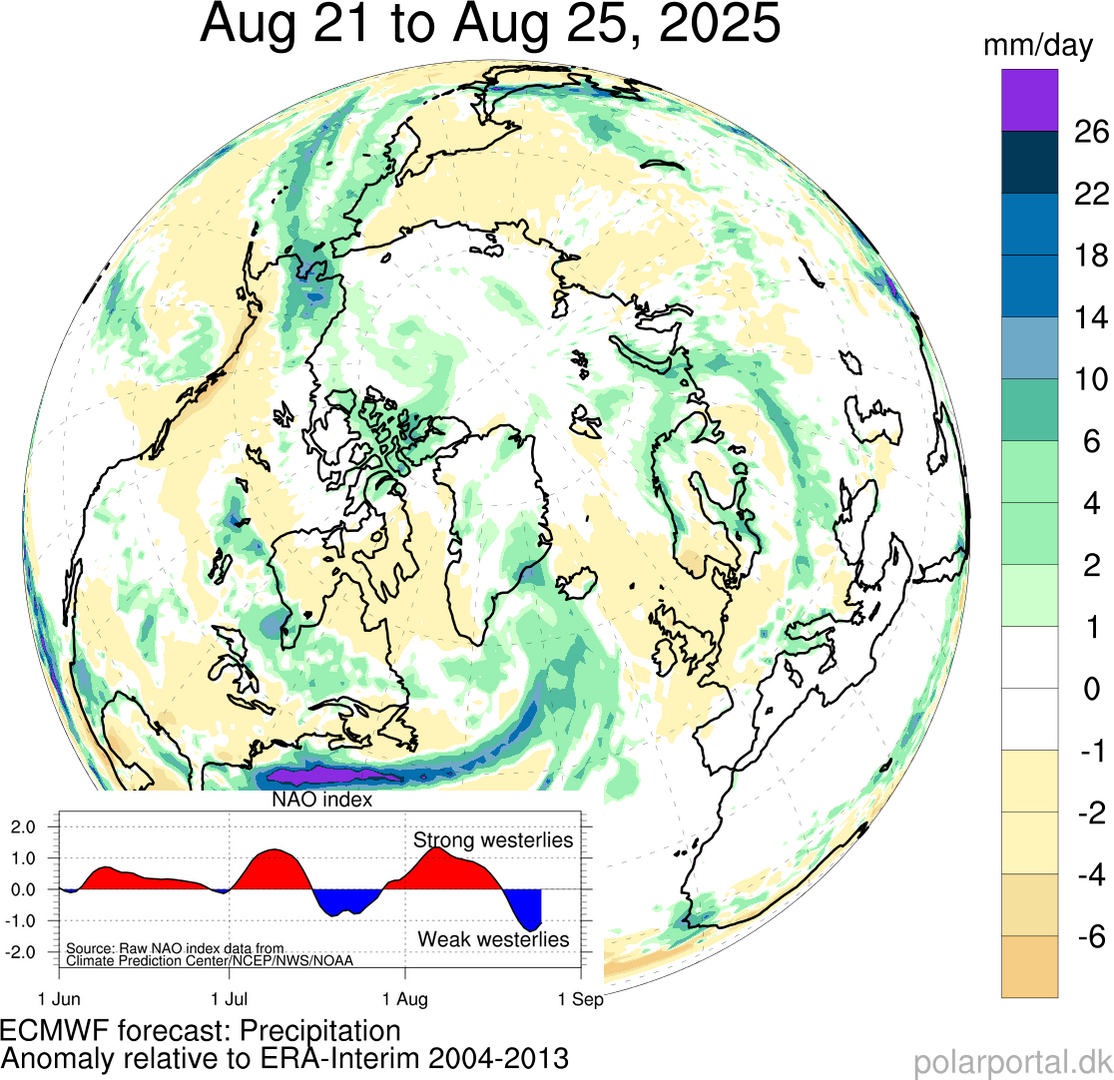 Aug 21 to Aug 25, 2025
mm/day
26
22
18
14
10
6
4
2
1
0
-1
-2
-4
-6
NAO index
2.0
1.0
0.0
-1.0
-2.0
Strong westerlies
Weak westerlies
Source: Raw NAO index data from
Climate Prediction Center/NCEP/NWS/NOAA
1 Jun
1 Jul
1 Aug
1 Sep
ECMWF forecast: Precipitation
Anomaly relative to ERA-Interim 2004-2013
polarportal.dk